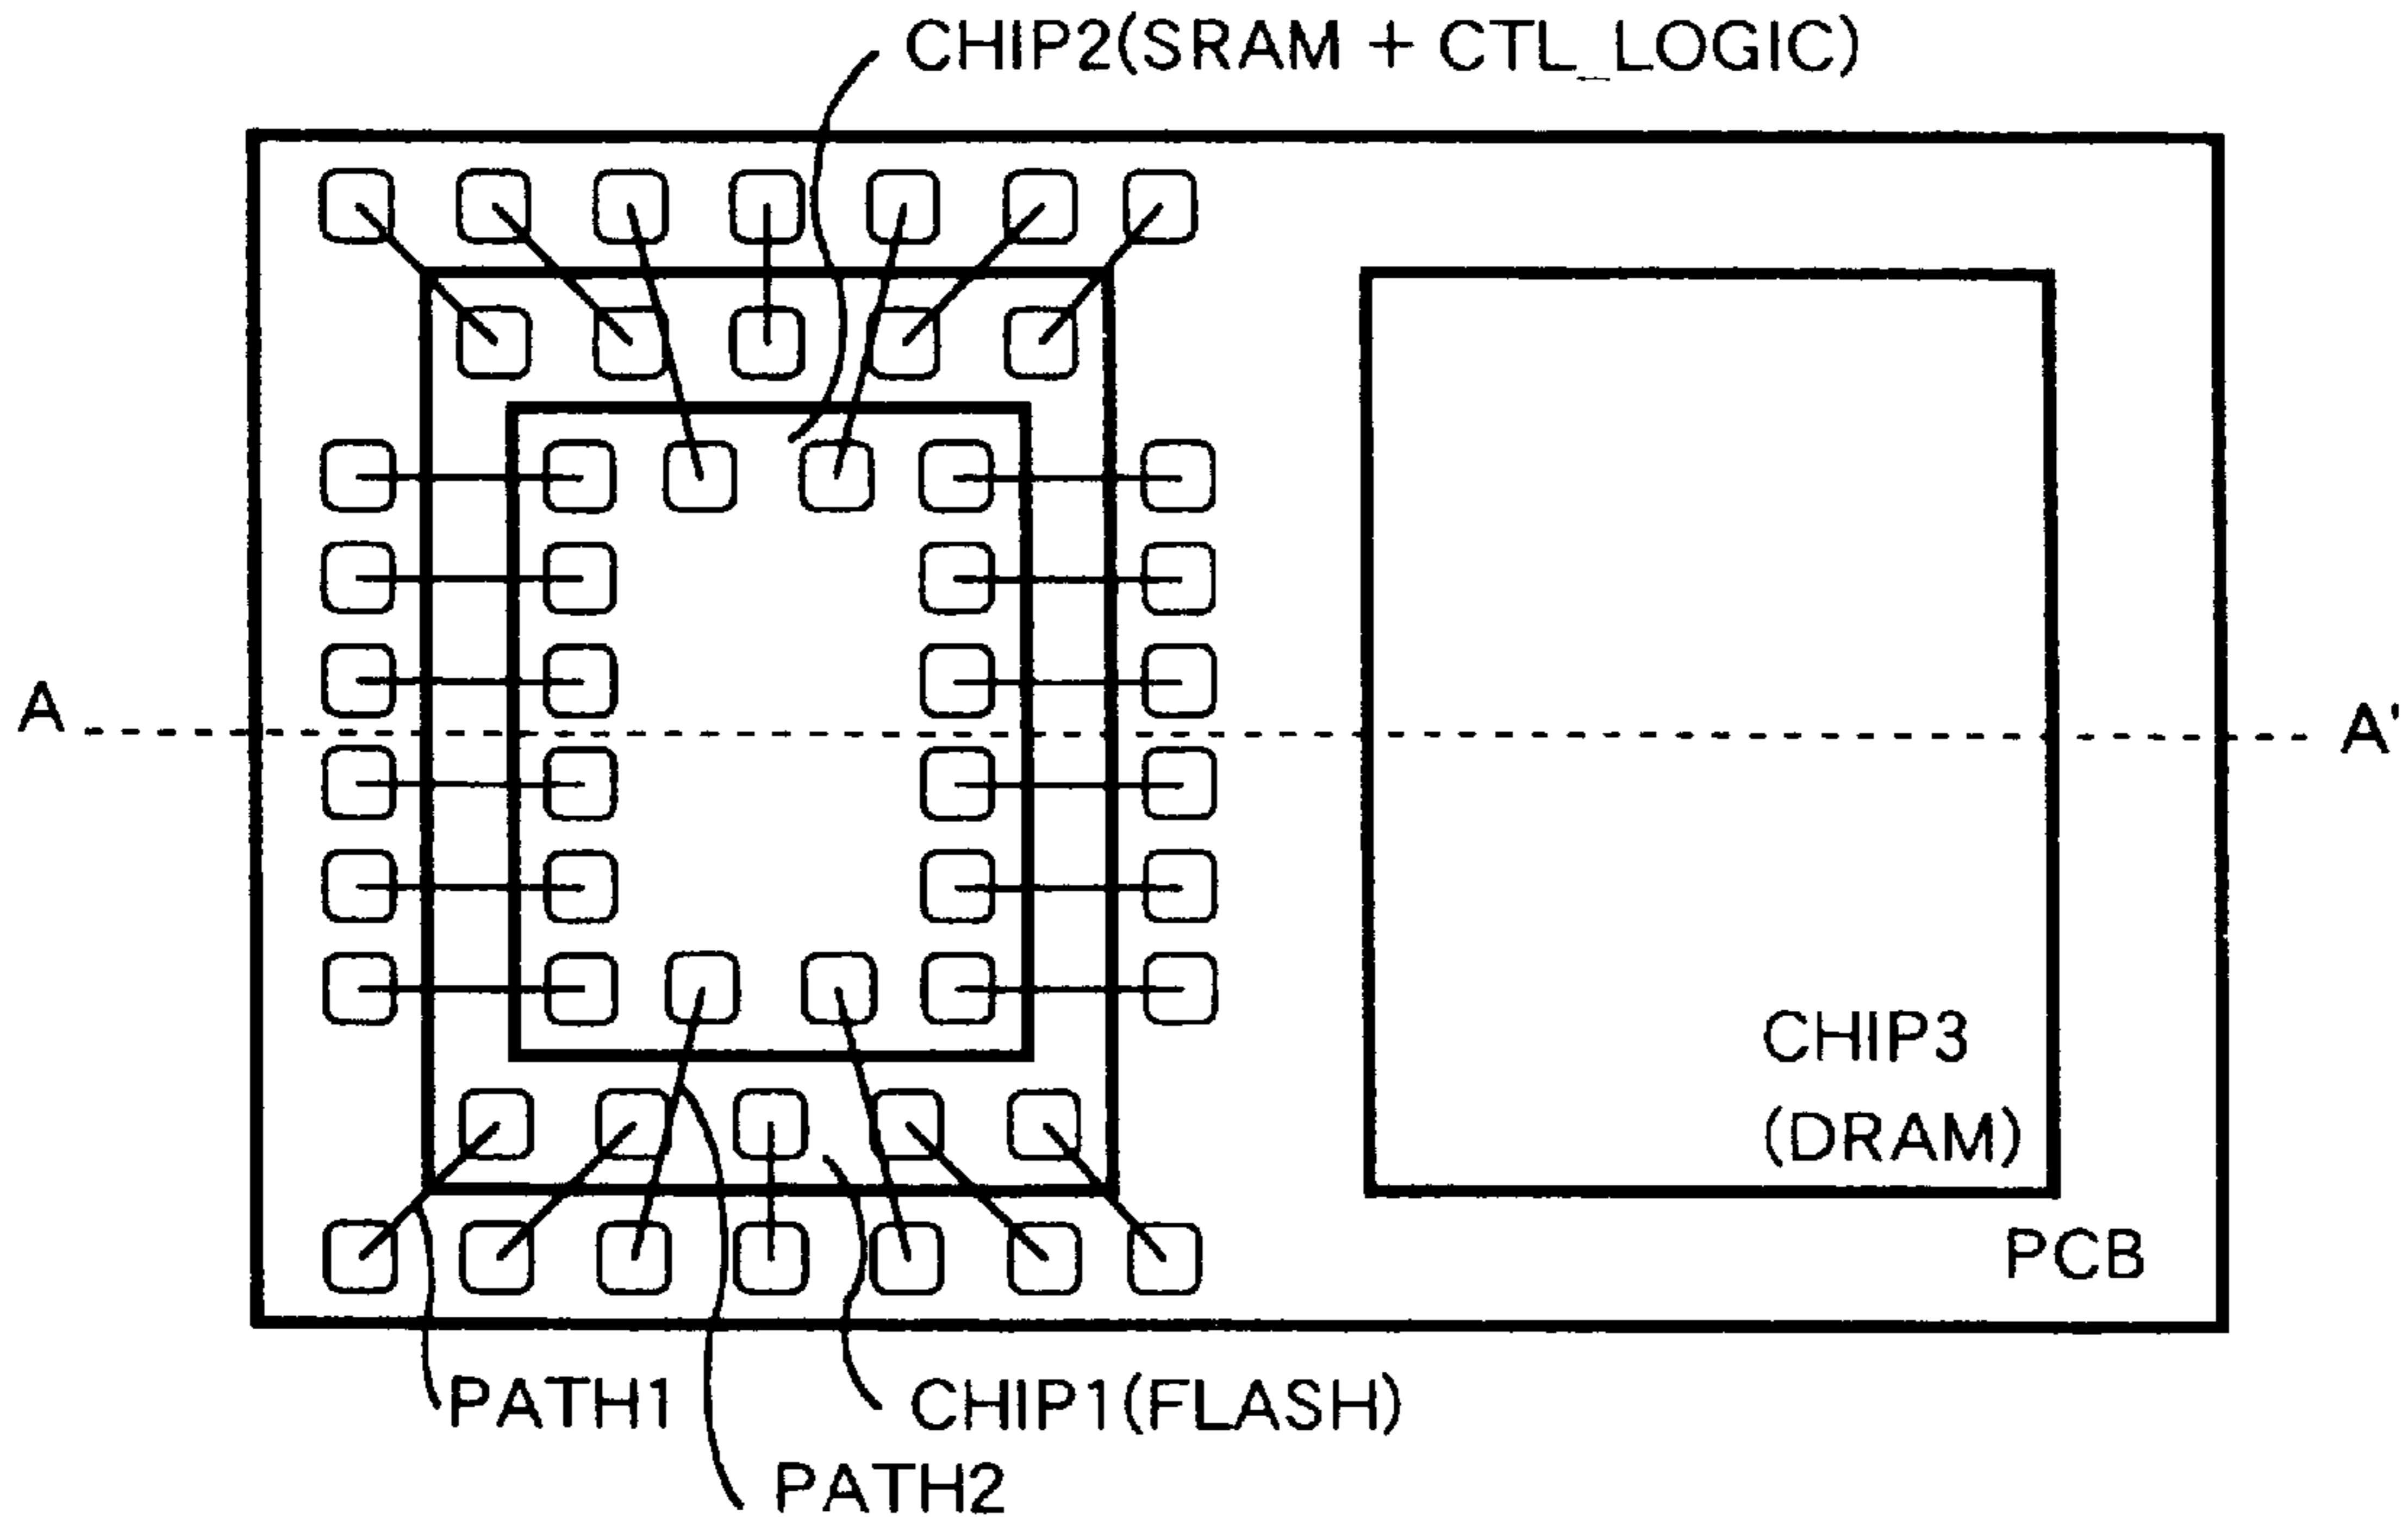 CHIP2(SRAM + CTL_LOGIC)
A
A'
CHIP3
(DRAM)
PCB
PATH1
CHIP1(FLASH)
PATH2